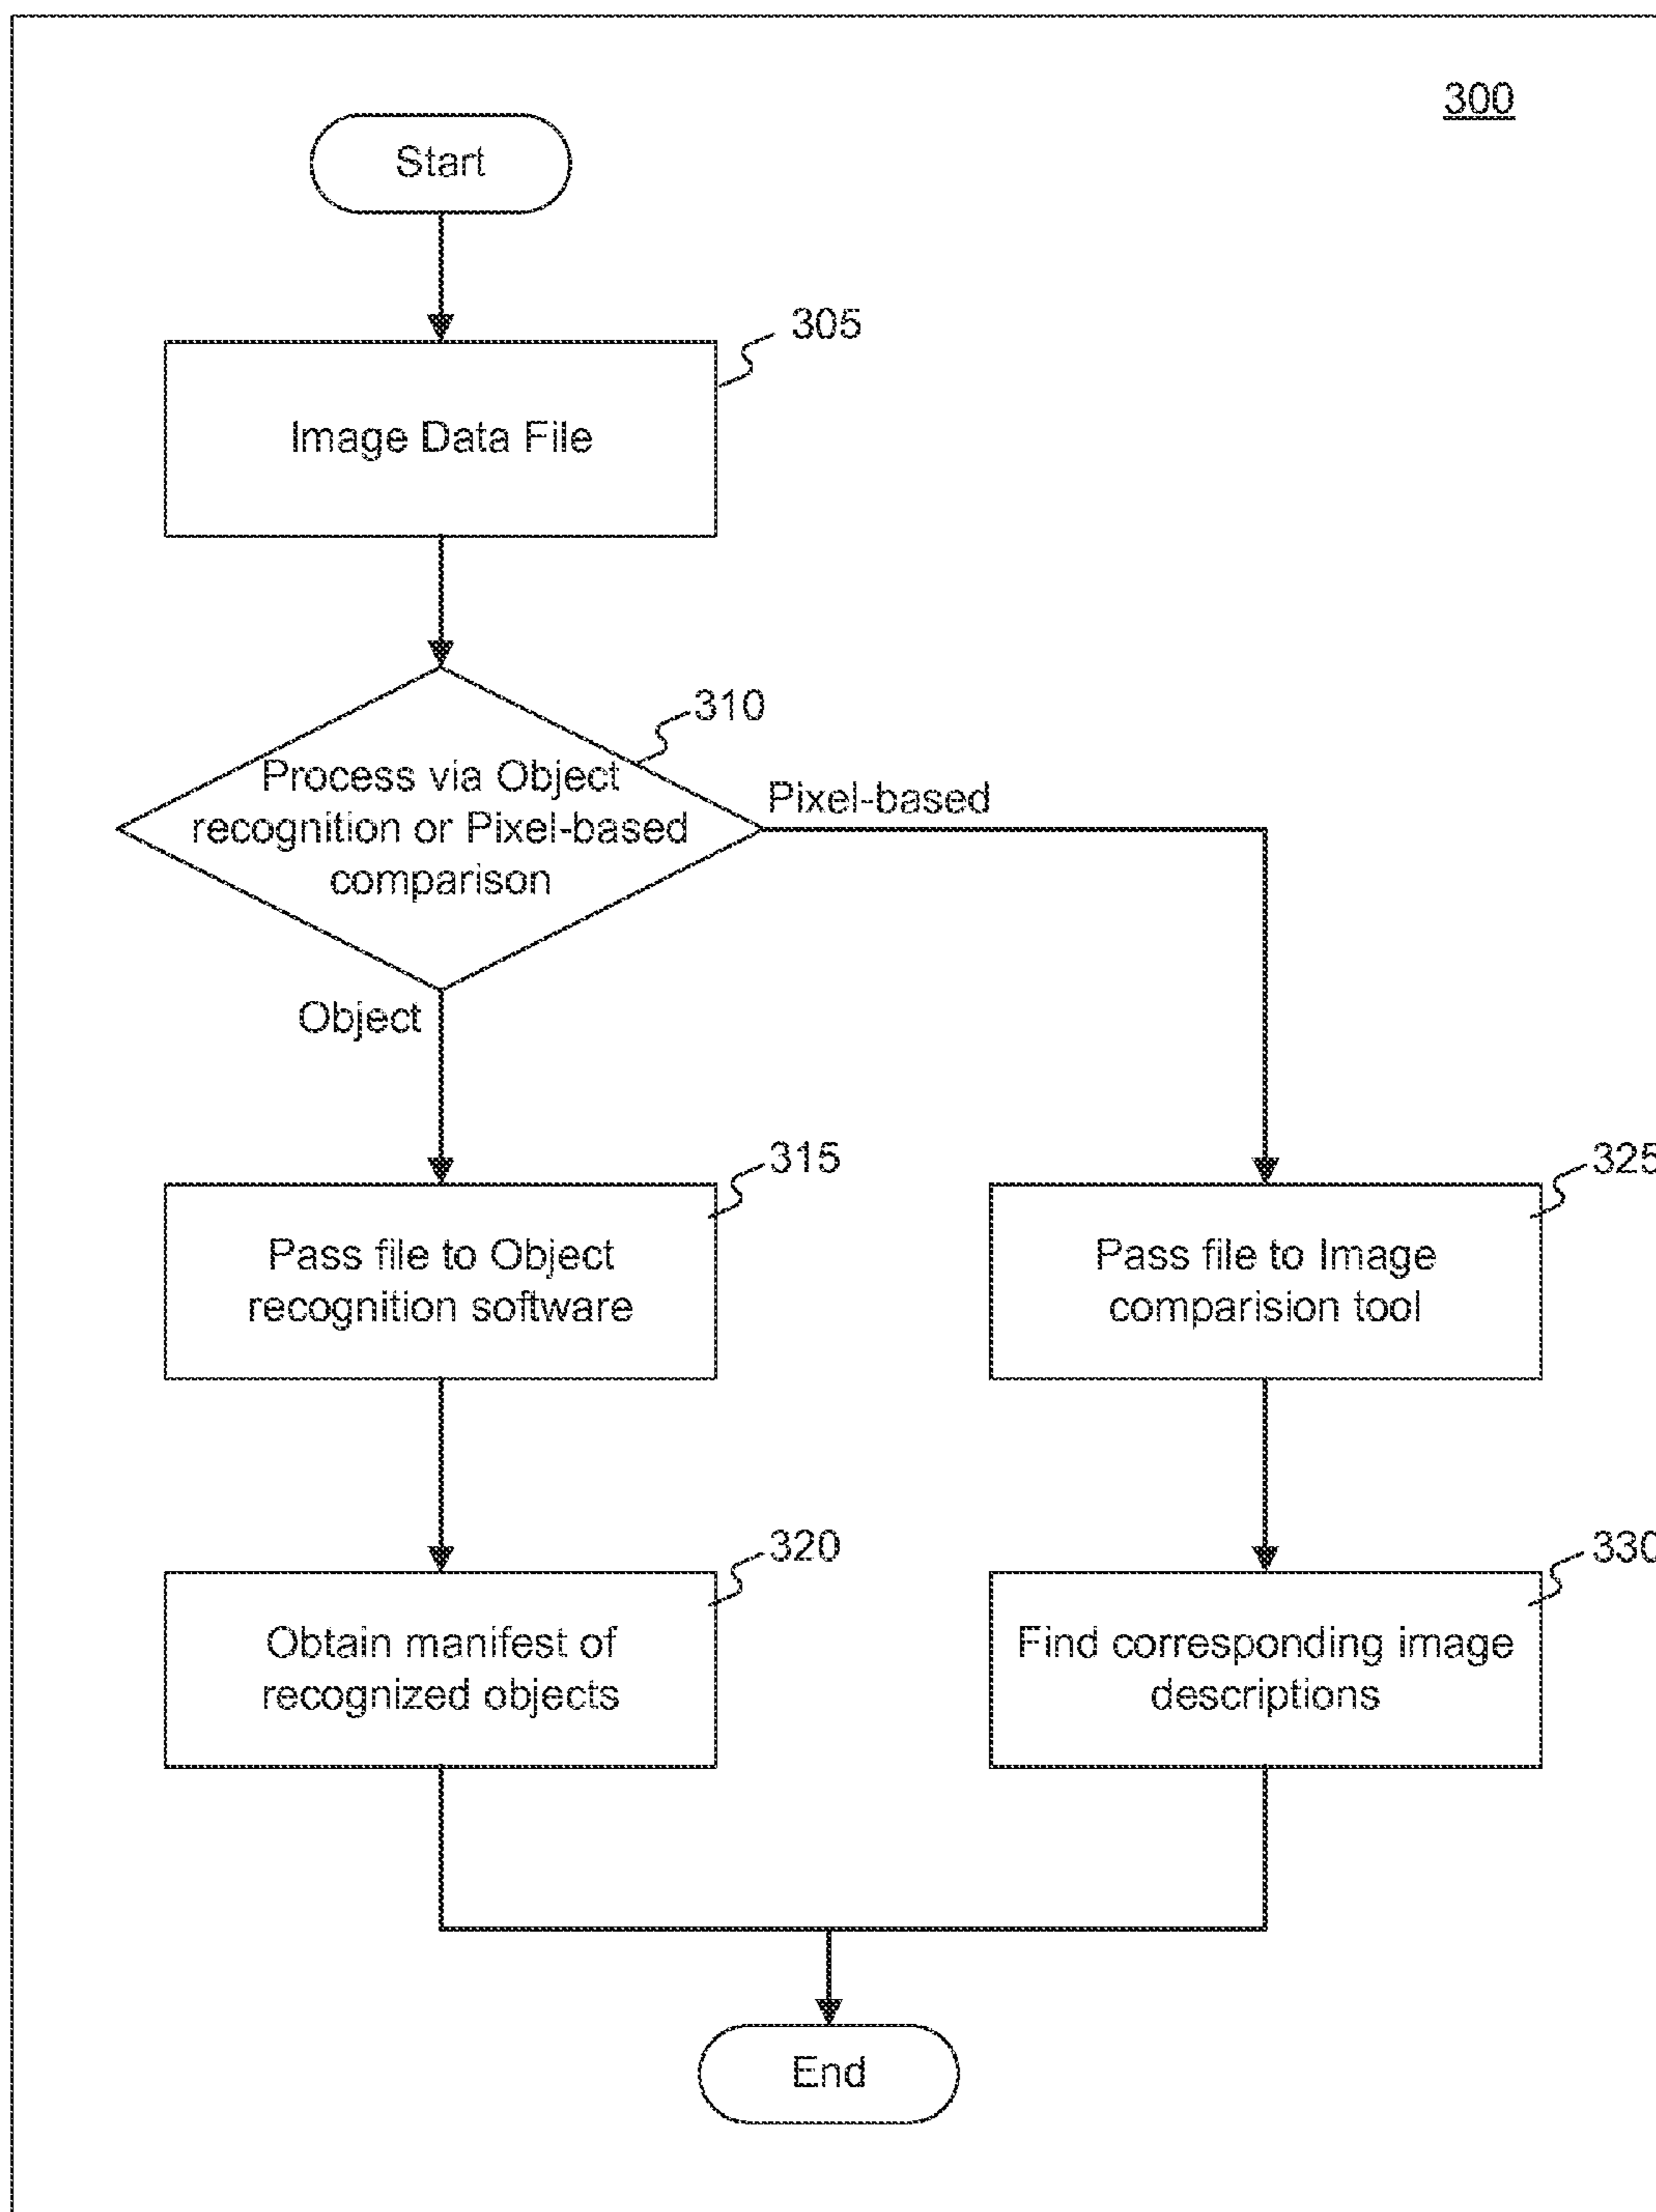 300
Start
305
Image Data File
310
Process via Object
recognition or Pixel-based
comparison
Pixel-based
Object
315
Pass file to Object
recognition software
325
Pass file to Image
comparision tool
320
Obtain manifest of
recognized objects
330
Find corresponding image
descriptions
End